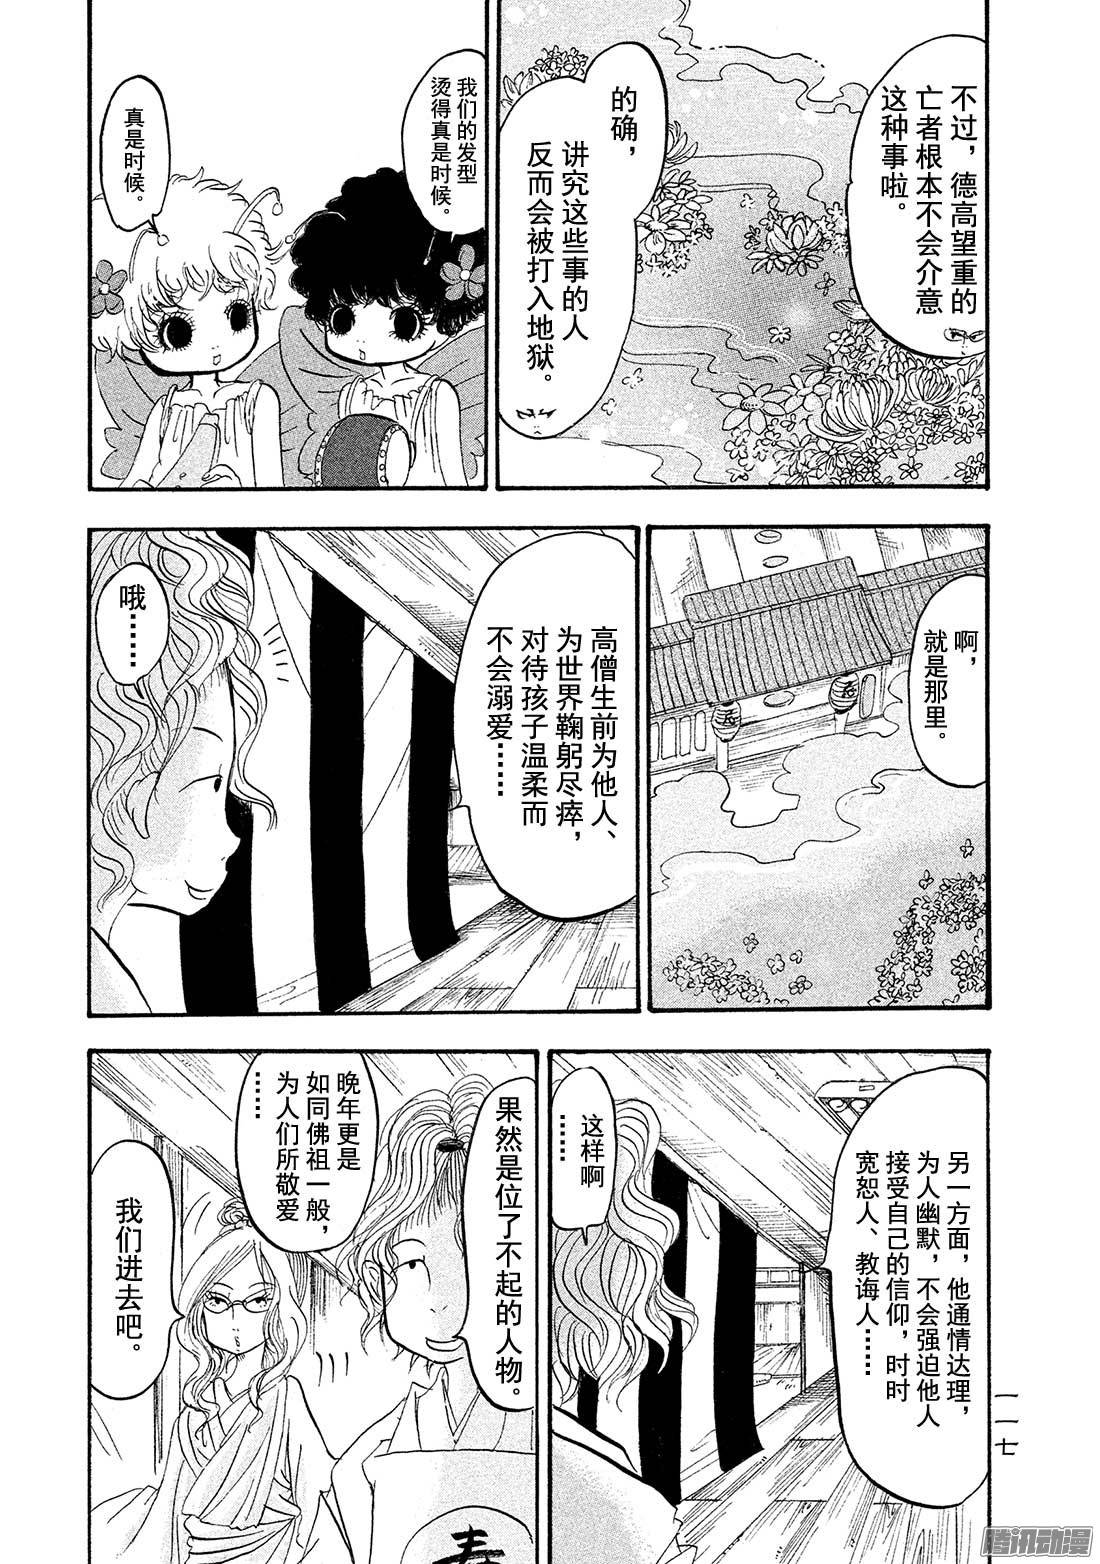 不过，德高望重的
亡者根本不会介意
这种事啦。
的确，
讲究这些事的人
反而会被打入地狱。
我们的发型
烫得真是时候。
真是时候。
啊，
就是那里。
高僧生前为他人、
为世界鞠躬尽瘁，
对待孩子温柔而
不会溺爱……
哦……
另一方面，他通情达理，
为人幽默，不会强迫他人
接受自己的信仰，时时
宽恕人、教诲人……
这样啊
……
果然是位了不起的人物。
晚年更是
如同佛祖一般，
为人们所敬爱
……
我们进去吧。
寿
一一七
腾讯动漫